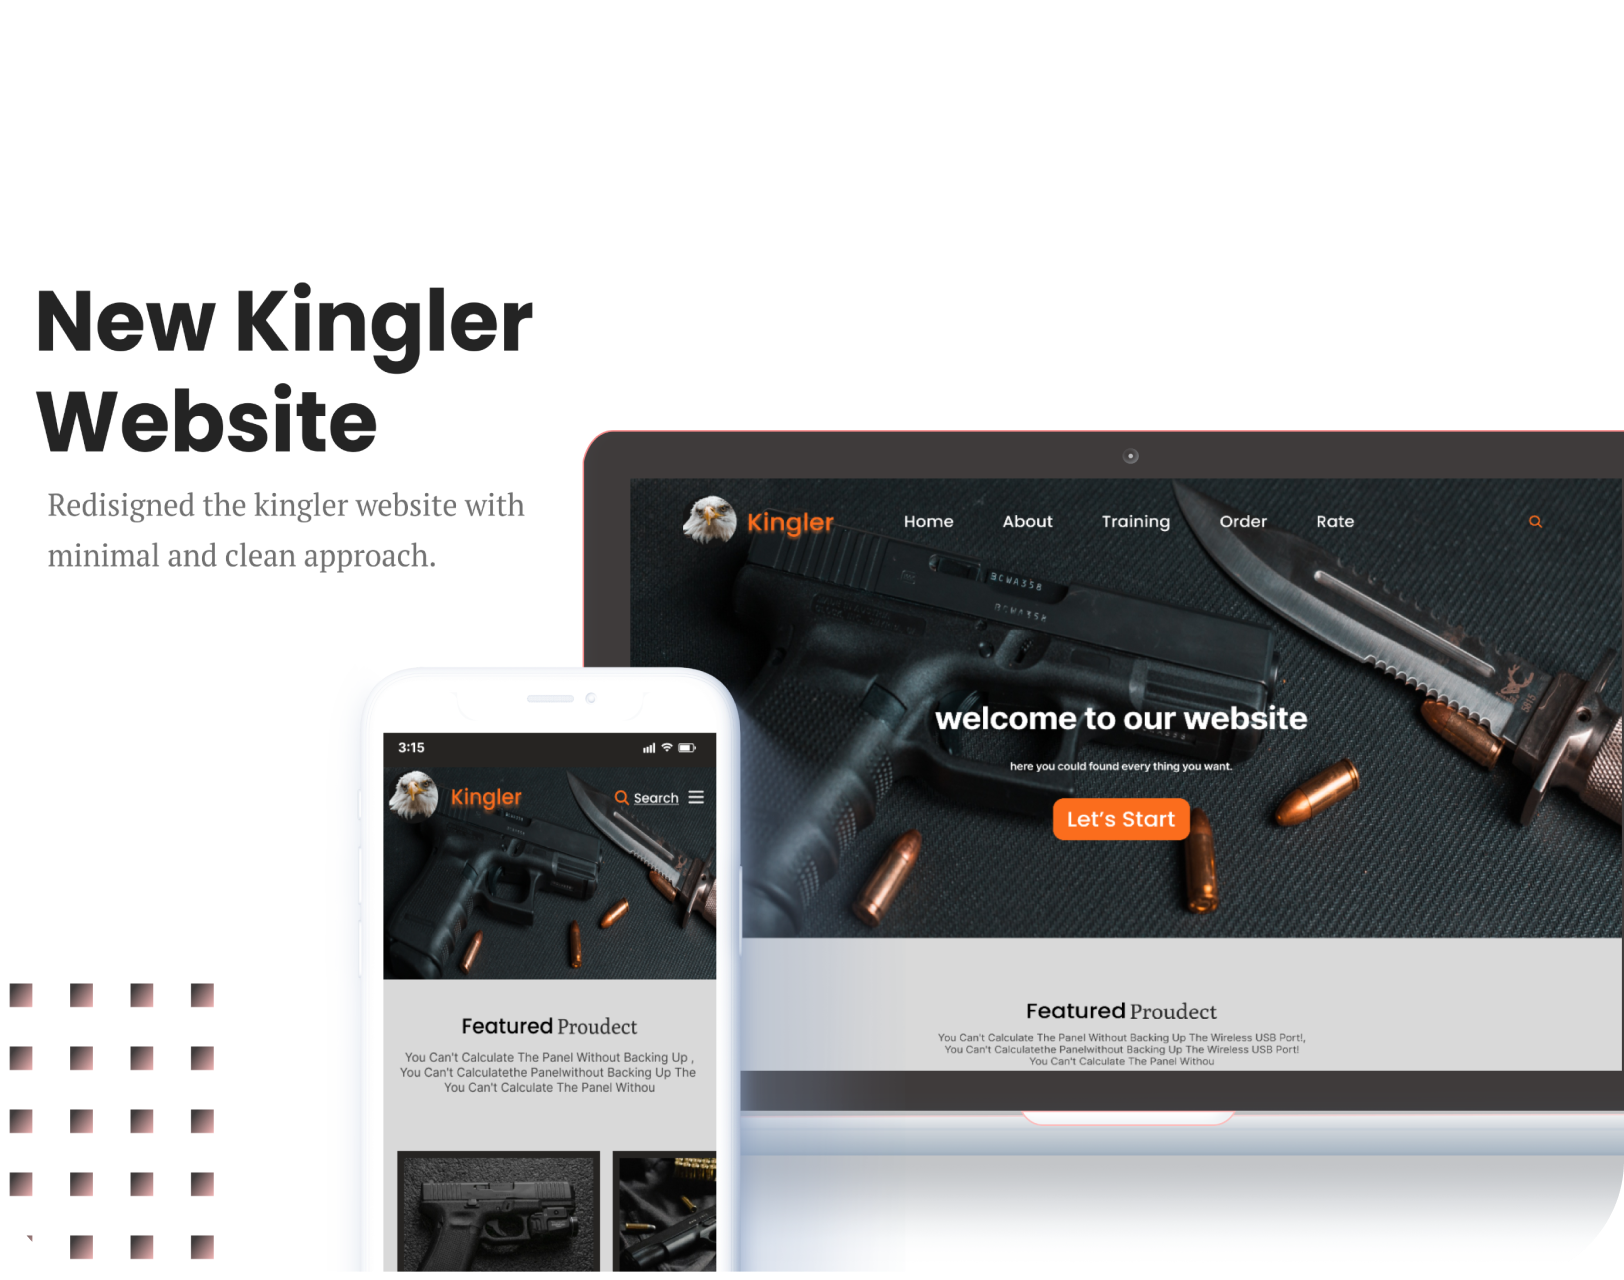 New Kingler
Website
Redisigned the kingler website with
minimal and clean approach.
Kingler
Home
About
Training
Order
Rate
BCWA358
BCWA358
welcome to our website
here you could found every thing you want.
Let's Start
Featured Proudect
You Can't Calculate The Panel Without Backing Up The Wireless USB Port!,
You Can't Calculatethe Panelwithout Backing Up The Wireless USB Port!
You Can't Calculate The Panel Withou
3:15
Kingler
Search
Featured Proudect
You Can't Calculate The Panel Without Backing Up ,
You Can't Calculatethe Panelwithout Backing Up The
You Can't Calculate The Panel Withou